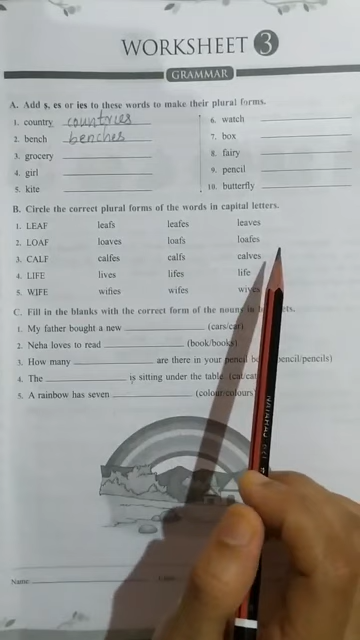 WORKSHEET 3
GRAMMAR
A. Add s, es or ies to these words to make their plural forms.
1. country countries
2. bench benches
3. grocery
4. girl
5. kite
6. watch
7. box
8. fairy
9. pencil
10. butterfly
B. Circle the correct plural forms of the words in capital letters.
1. LEAF leafs leafes leaves
2. LOAF loaves loafs loafes
3. CALF calfes calfs calves
4. LIFE lives lifes life
5. WIFE wifies wifes wives
C. Fill in the blanks with the correct form of the nouns in
1. My father bought a new (cars/car)
2. Neha loves to read (book/books)
3. How many are there in your pencil (pencil/pencils)
4. The is sitting under the table
5. A rainbow has seven (colour/colours)
Name: